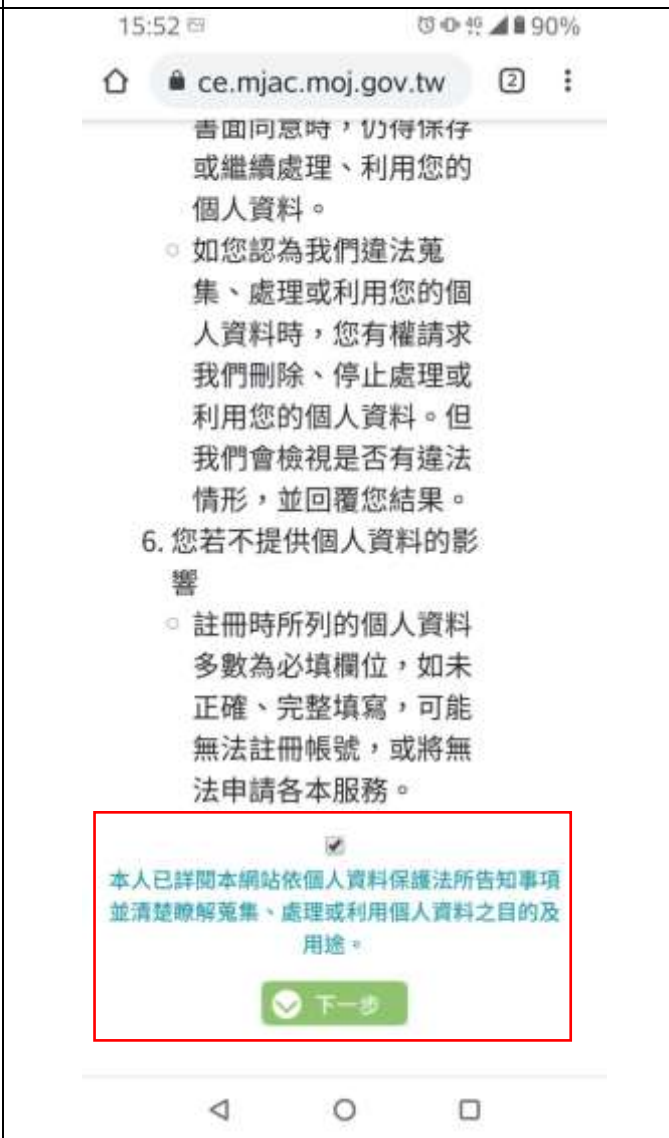 15:52 4G 90%
ce.mjac.moj.gov.tw 2
書面同意時，仍得保存
或繼續處理、利用您的
個人資料。
如您認為我們違法蒐
集、處理或利用您的個
人資料時，您有權請求
我們刪除、停止處理或
利用您的個人資料。但
我們會檢視是否有違法
情形，並回覆您結果。
6. 您若不提供個人資料的影
響
註冊時所列的個人資料
多數為必填欄位，如未
正確、完整填寫，可能
無法註冊帳號，或將無
法申請各本服務。
本人已詳閱本網站依個人資料保護法所告知事項
並清楚瞭解蒐集、處理或利用個人資料之目的及
用途。
下一步